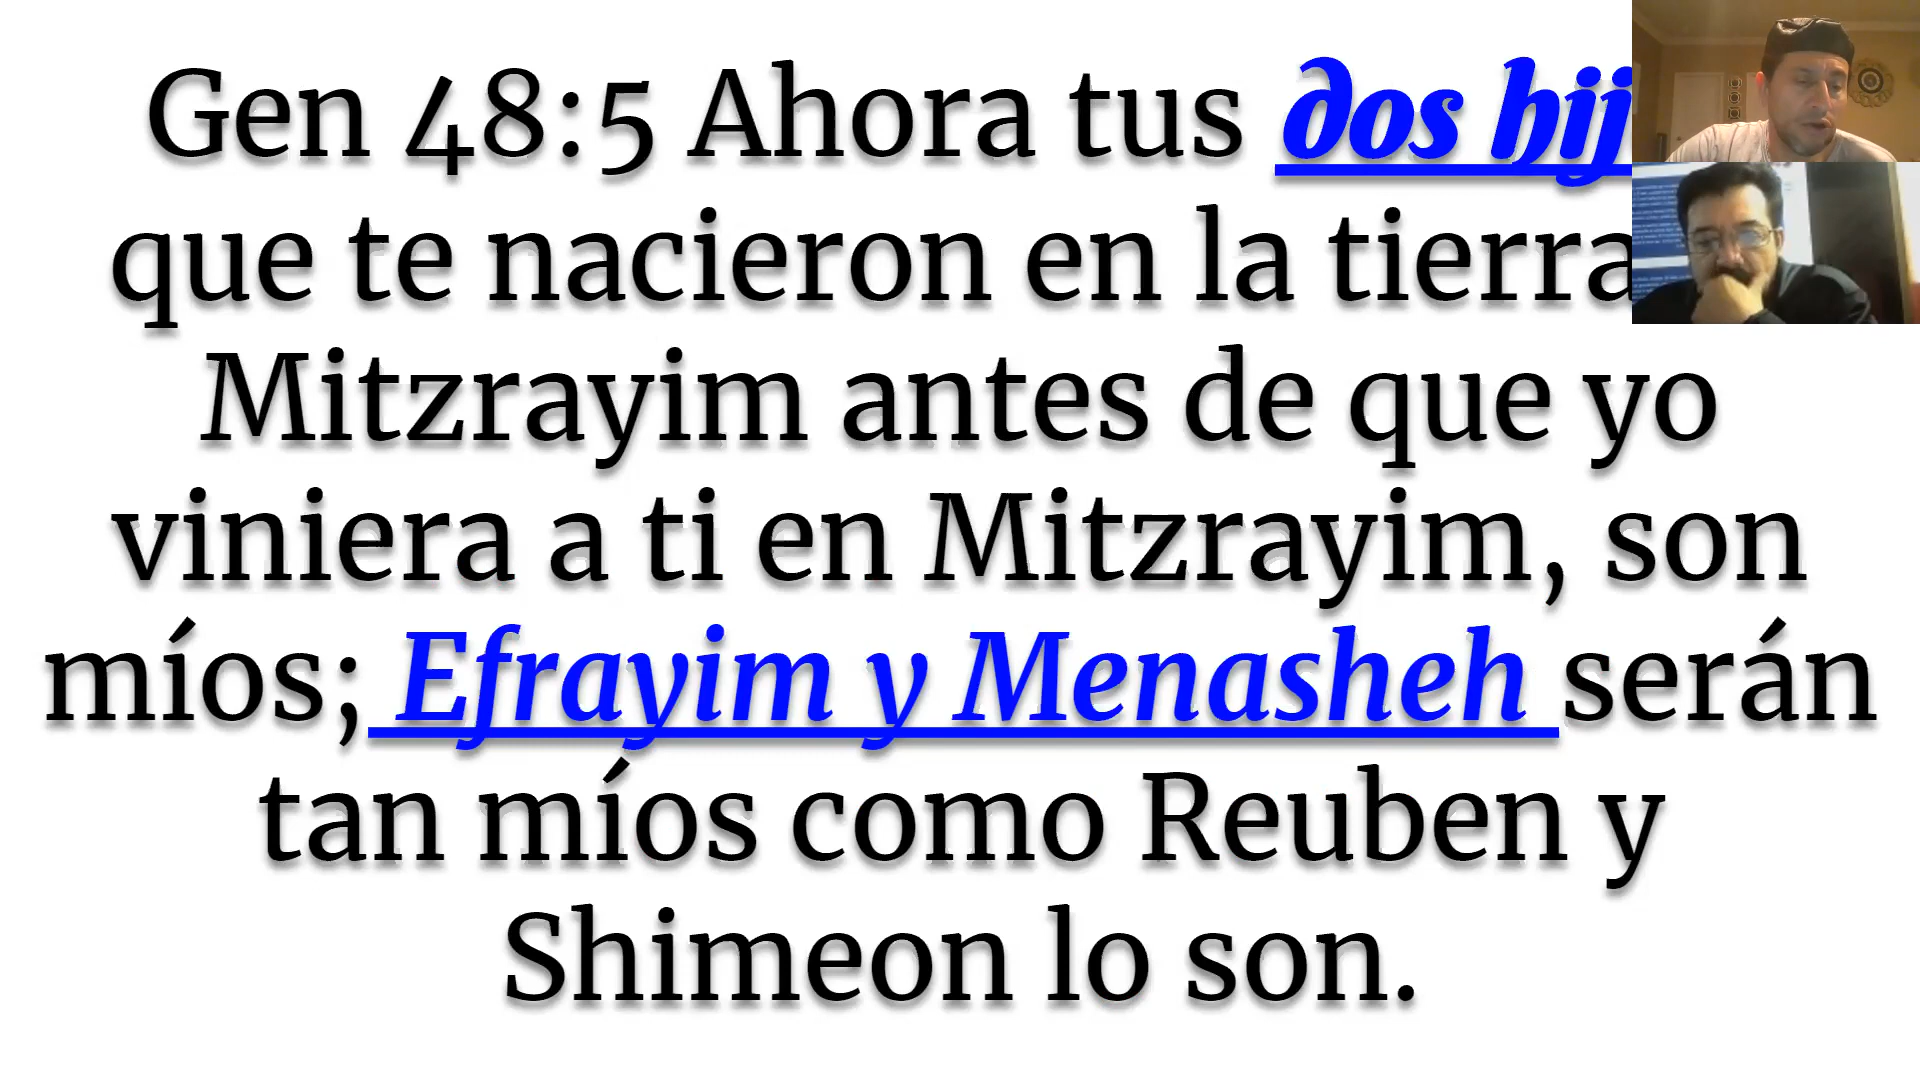 Gen 48:5 Ahora tus dos hij
que te nacieron en la tierra
Mitzrayim antes de que yo
viniera a ti en Mitzrayim, son
míos; Efrayim y Menasheh serán
tan míos como Reuben y
Shimeon lo son.